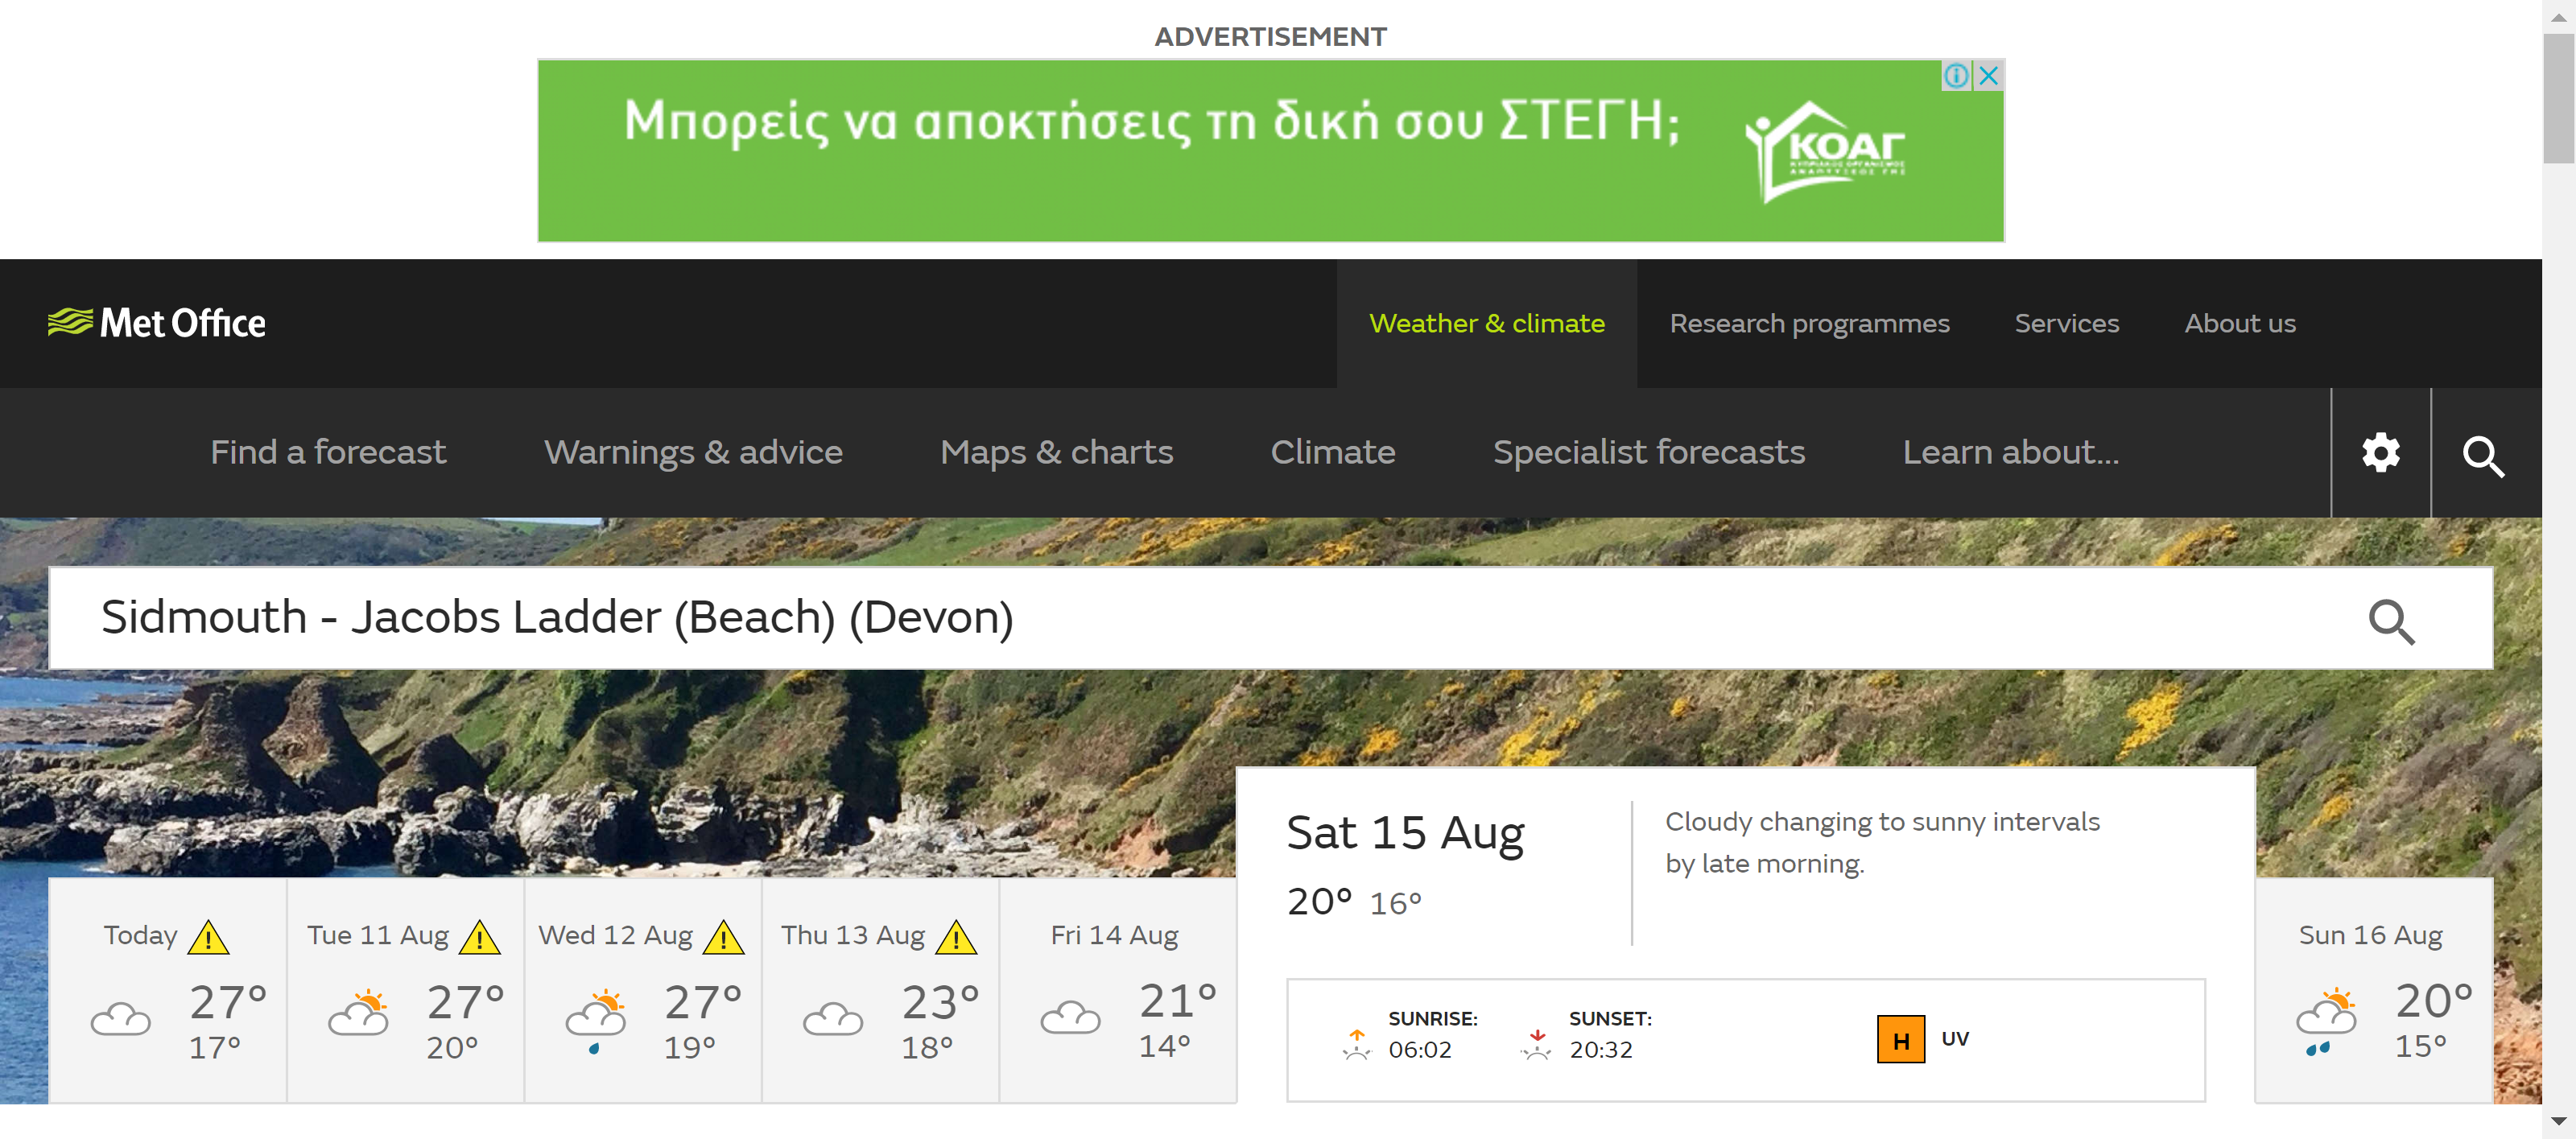 ADVERTISEMENT
Μπορείς να αποκτήσεις τη δική σου ΣΤΕΓΗ;
ΚΟΑΓ
ΚΥΠΡΙΑΚΟΣ ΟΡΓΑΝΙΣΜΟΣ
ΑΝΑΠΤΥΞΕΩΣ ΓΗΣ
Met Office
Weather & climate
Research programmes
Services
About us
Find a forecast
Warnings & advice
Maps & charts
Climate
Specialist forecasts
Learn about...
Sidmouth - Jacobs Ladder (Beach) (Devon)
Today
27° 
17°
Tue 11 Aug
27°
20°
Wed 12 Aug
27°
19°
Thu 13 Aug
23°
18°
Fri 14 Aug
21°
14°
Sat 15 Aug
20° 16°
Cloudy changing to sunny intervals
by late morning.
SUNRISE:
06:02
SUNSET:
20:32
H UV
Sun 16 Aug
20°
15°